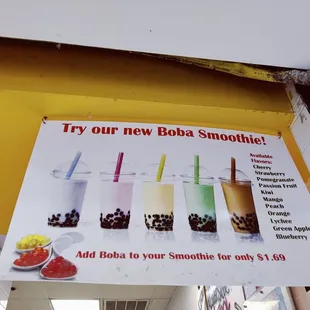 Try our new Boba Smoothie!
Available
Flavors:
Cherry
Strawberry
Pomegranate
Passion Fruit
Kiwi
Mango
Peach
Orange
Lychee
Green Apple
Blueberry
Add Boba to your Smoothie for only $1.69